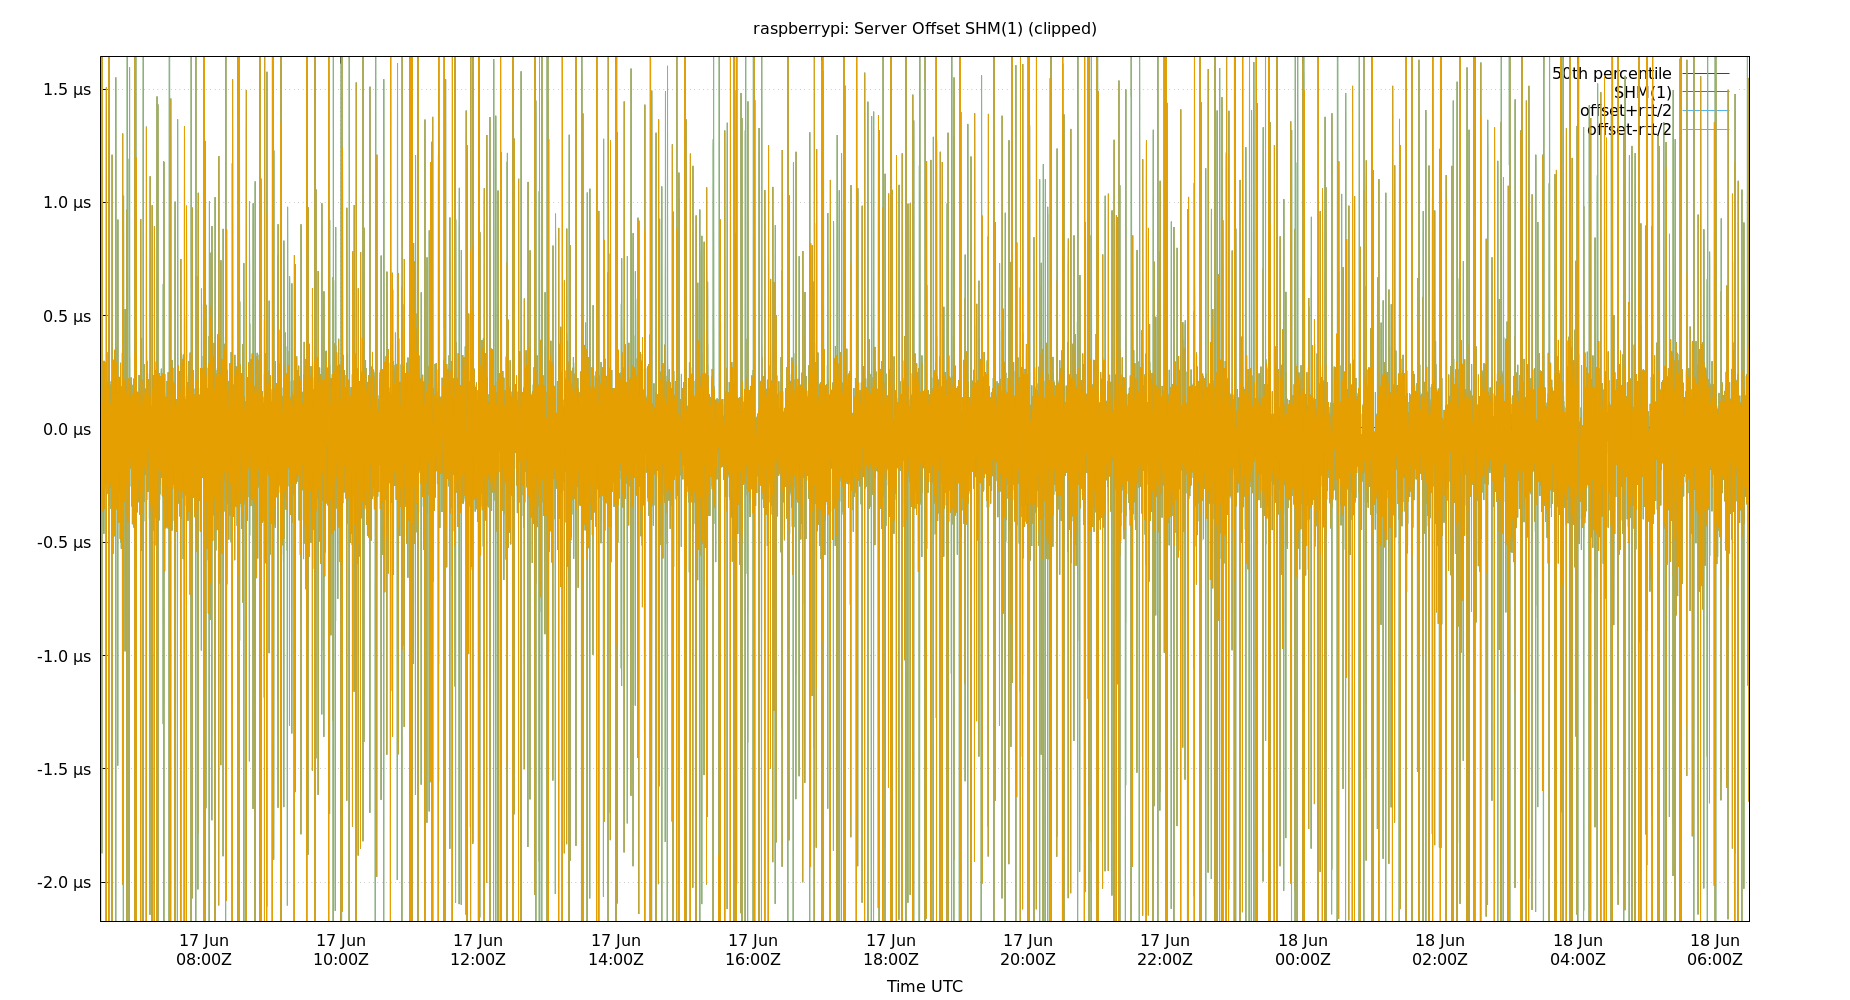 raspberrypi: Server Offset SHM(1) (clipped)
50th percentile
SHM(1)
offset+rtt/2
offset-rtt/2
1.5 µs
1.0 µs
0.5 µs
0.0 µs
-0.5 µs
-1.0 µs
-1.5 µs
-2.0 µs
17 Jun 17 Jun 17 Jun 17 Jun 17 Jun 17 Jun 17 Jun 17 Jun 18 Jun 18 Jun 18 Jun 18 Jun
08:00Z 10:00Z 12:00Z 14:00Z 16:00Z 18:00Z 20:00Z 22:00Z 00:00Z 02:00Z 04:00Z 06:00Z
Time UTC